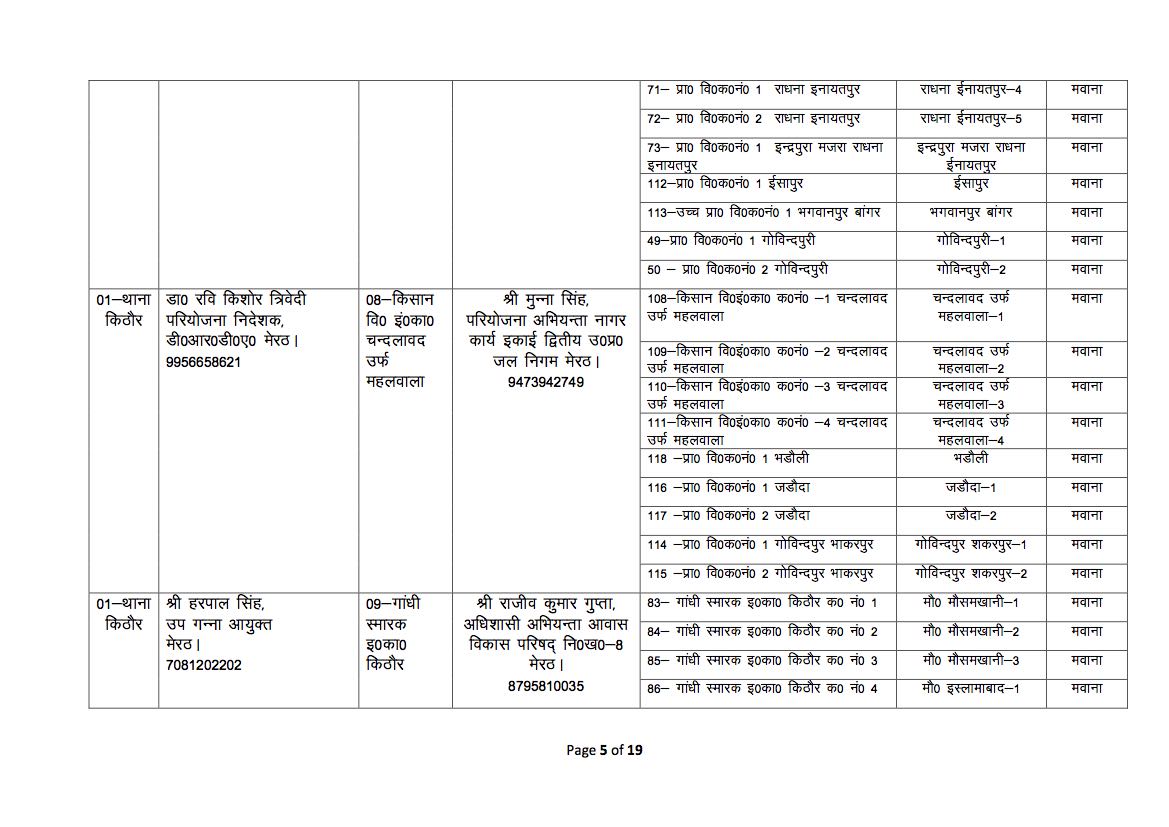 71– प्रा0 वि0क0नं0 1 राधना इनायतपुर
राधना ईनायतपुर–4
मवाना
72– प्रा0 वि0क0नं0 2 राधना इनायतपुर
राधना ईनायतपुर–5
मवाना
73– प्रा0 वि0क0नं0 1 इन्द्रपुरा मजरा राधना
इनायतपुर
इन्द्रपुरा मजरा राधना
ईनायतपुर
मवाना
112–प्रा0 वि0क0नं0 1 ईसापुर
ईसापुर
मवाना
113–उच्च प्रा0 वि0क0नं0 1 भगवानपुर बांगर
भगवानपुर बांगर
मवाना
49–प्रा0 वि0क0नं0 1 गोविन्दपुरी
गोविन्दपुरी–1
मवाना
50 – प्रा0 वि0क0नं0 2 गोविन्दपुरी
गोविन्दपुरी–2
मवाना
01–थाना
किठौर
डा0 रवि किशोर त्रिवेदी
परियोजना निदेशक,
डी0आर0डी0ए0 मेरठ।
9956658621
08–किसान
वि0 इं0का0
चन्दलावद
उर्फ
महलवाला
श्री मुन्ना सिंह,
परियोजना अभियन्ता नागर
कार्य इकाई द्वितीय उ0प्र0
जल निगम मेरठ।
9473942749
108–किसान वि0इं0का0 क0नं0 –1 चन्दलावद
उर्फ महलवाला
चन्दलावद उर्फ
महलवाला–1
मवाना
109–किसान वि0इं0का0 क0नं0 –2 चन्दलावद
उर्फ महलवाला
चन्दलावद उर्फ
महलवाला–2
मवाना
110–किसान वि0इं0का0 क0नं0 –3 चन्दलावद
उर्फ महलवाला
चन्दलावद उर्फ
महलवाला–3
मवाना
111–किसान वि0इं0का0 क0नं0 –4 चन्दलावद
उर्फ महलवाला
चन्दलावद उर्फ
महलवाला–4
मवाना
118 –प्रा0 वि0क0नं0 1 भडौली
भडौली
मवाना
116 –प्रा0 वि0क0नं0 1 जडौदा
जडौदा–1
मवाना
117 –प्रा0 वि0क0नं0 2 जडौदा
जडौदा–2
मवाना
114 –प्रा0 वि0क0नं0 1 गोविन्दपुर भाकरपुर
गोविन्दपुर शकरपुर–1
मवाना
115 –प्रा0 वि0क0नं0 2 गोविन्दपुर भाकरपुर
गोविन्दपुर शकरपुर–2
मवाना
01–थाना
किठौर
श्री हरपाल सिंह,
उप गन्ना आयुक्त
मेरठ।
7081202202
09–गांधी
स्मारक
इ0का0
किठौर
श्री राजीव कुमार गुप्ता,
अधिशासी अभियन्ता आवास
विकास परिषद् नि0ख0–8
मेरठ।
8795810035
83– गांधी स्मारक इ0का0 किठौर क0 नं0 1
मौ0 मौसमखानी–1
मवाना
84– गांधी स्मारक इ0का0 किठौर क0 नं0 2
मौ0 मौसमखानी–2
मवाना
85– गांधी स्मारक इ0का0 किठौर क0 नं0 3
मौ0 मौसमखानी–3
मवाना
86– गांधी स्मारक इ0का0 किठौर क0 नं0 4
मौ0 इस्लामाबाद–1
मवाना
Page 5 of 19